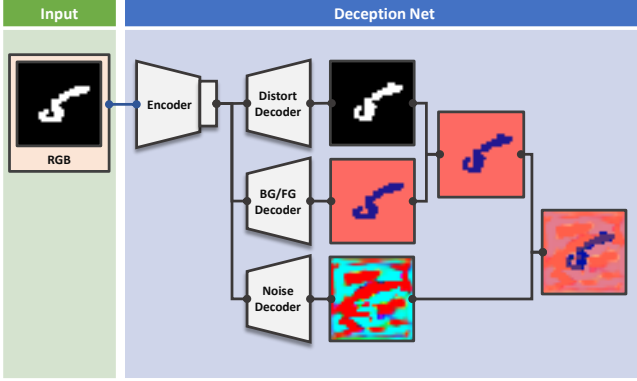 Input
Deception Net
RGB
Encoder
Distort
Decoder
BG/FG
Decoder
Noise
Decoder